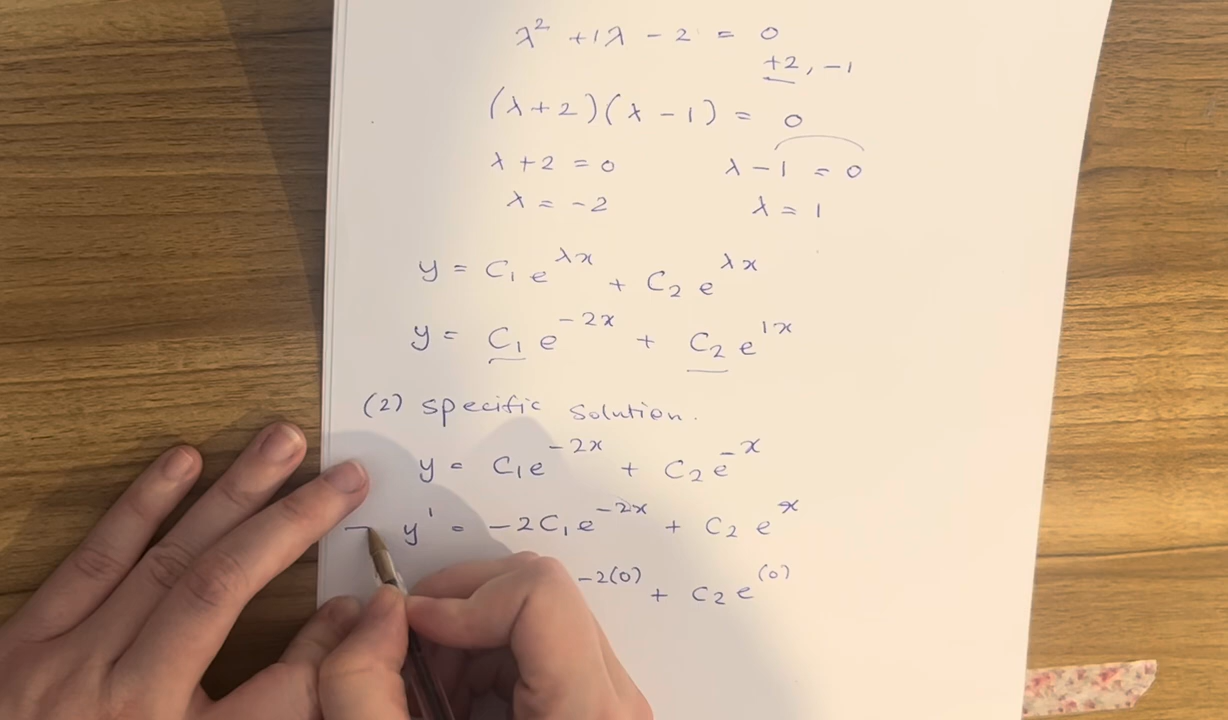 λ² + 1λ - 2 = 0
+2, -1
(λ + 2)(λ - 1) = 0
λ + 2 = 0 λ - 1 = 0
λ = -2 λ = 1
y = C₁ e^λx + C₂ e^λx
y = C₁ e^-2x + C₂ e^1x
(2) specific solution.
y = C₁e^-2x + C₂ e^-x
y' = -2C₁e^-2x + C₂ e^x
-2(0) + C₂ e^(0)